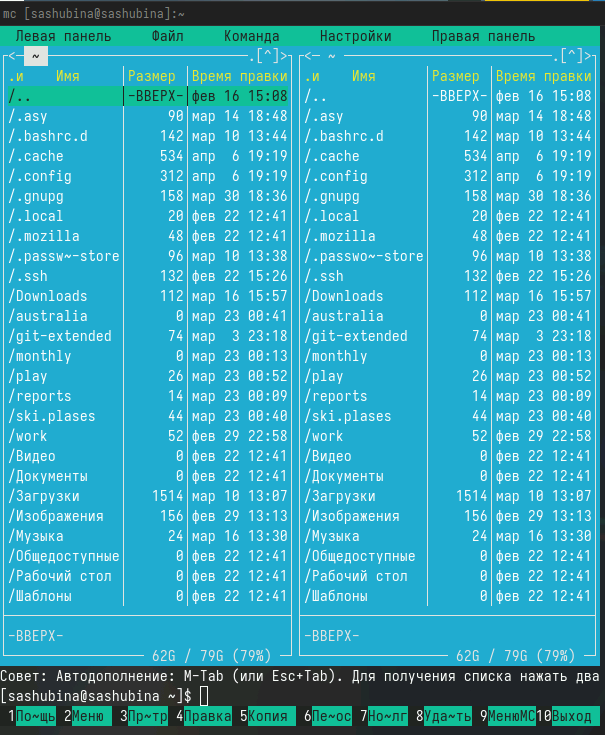 mc [sashubina@sashubina]:~
Левая панель Файл Команда Настройки Правая панель
<─ ~ .[^]> <─ ~ .[^]>
.и Имя Размер Время правки .и Имя Размер Время правки
/.. -ВВЕРХ- фев 16 15:08 /.. -ВВЕРХ- фев 16 15:08
/.asy 90 мар 14 18:48 /.asy 90 мар 14 18:48
/.bashrc.d 142 мар 10 13:44 /.bashrc.d 142 мар 10 13:44
/.cache 534 апр 6 19:19 /.cache 534 апр 6 19:19
/.config 312 апр 6 19:19 /.config 312 апр 6 19:19
/.gnupg 158 мар 30 18:36 /.gnupg 158 мар 30 18:36
/.local 20 фев 22 12:41 /.local 20 фев 22 12:41
/.mozilla 48 фев 22 12:41 /.mozilla 48 фев 22 12:41
/.passw~-store 96 мар 10 13:38 /.passwo~-store 96 мар 10 13:38
/.ssh 132 фев 22 15:26 /.ssh 132 фев 22 15:26
/Downloads 112 мар 16 15:57 /Downloads 112 мар 16 15:57
/australia 0 мар 23 00:41 /australia 0 мар 23 00:41
/git-extended 74 мар 3 23:18 /git-extended 74 мар 3 23:18
/monthly 0 мар 23 00:13 /monthly 0 мар 23 00:13
/play 26 мар 23 00:52 /play 26 мар 23 00:52
/reports 14 мар 23 00:09 /reports 14 мар 23 00:09
/ski.plases 44 мар 23 00:40 /ski.plases 44 мар 23 00:40
/work 52 фев 29 22:58 /work 52 фев 29 22:58
/Видео 0 фев 22 12:41 /Видео 0 фев 22 12:41
/Документы 0 фев 22 12:41 /Документы 0 фев 22 12:41
/Загрузки 1514 мар 10 13:07 /Загрузки 1514 мар 10 13:07
/Изображения 156 фев 29 13:13 /Изображения 156 фев 29 13:13
/Музыка 24 мар 16 13:30 /Музыка 24 мар 16 13:30
/Общедоступные 0 фев 22 12:41 /Общедоступные 0 фев 22 12:41
/Рабочий стол 0 фев 22 12:41 /Рабочий стол 0 фев 22 12:41
/Шаблоны 0 фев 22 12:41 /Шаблоны 0 фев 22 12:41
-ВВЕРХ- -ВВЕРХ-
62G / 79G (79%) 62G / 79G (79%)
Совет: Автодополнение: M-Tab (или Esc+Tab). Для получения списка нажать два
[sashubina@sashubina ~]$
1По~щь 2Меню 3Пр~тр 4Правка 5Копия 6Пе~ос 7Но~лг 8Уда~ть 9МенюMC10Выход